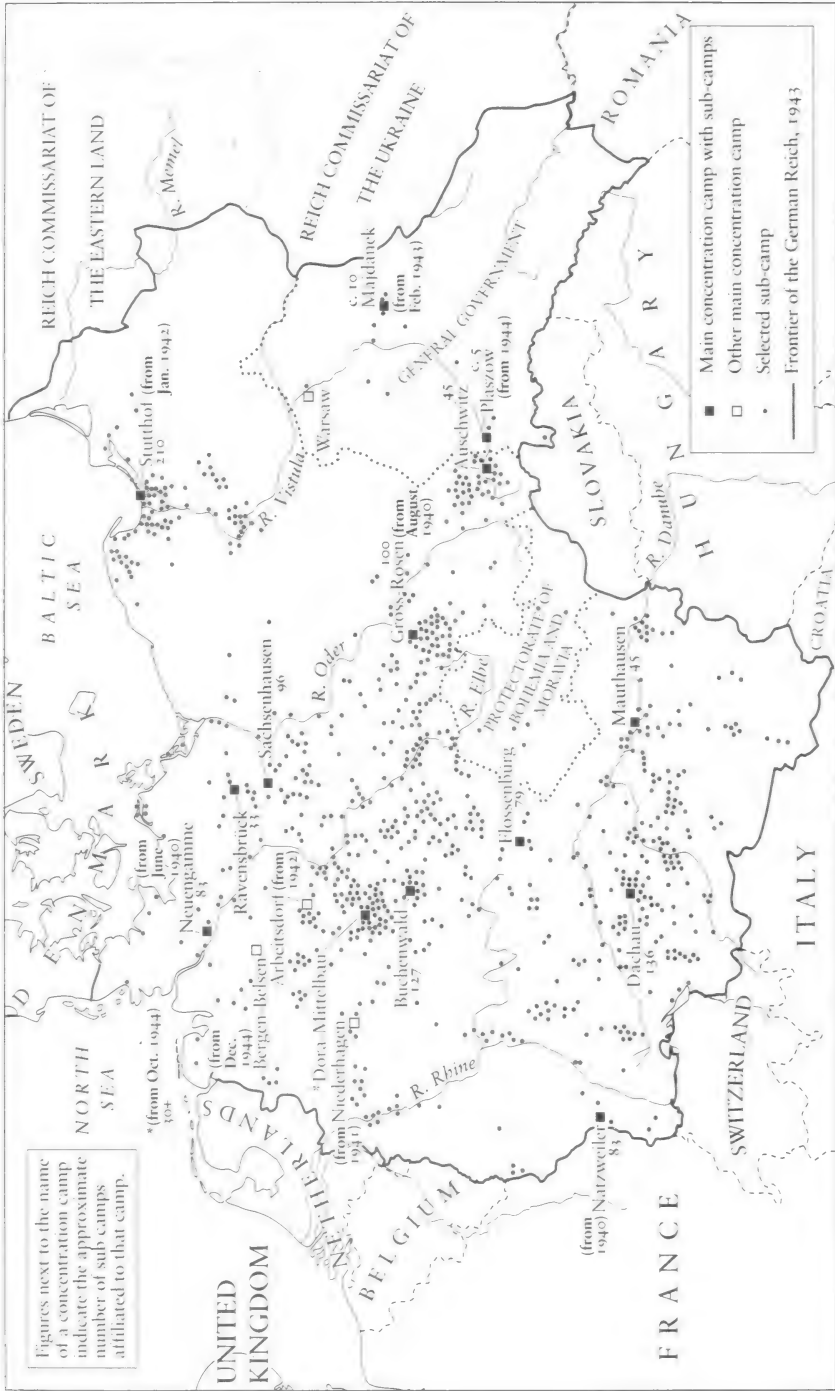 Figures next to the name
of a concentration camp
indicate the approximate
number of sub camps
affiliated to that camp.
NORTH
SEA
DENMARK
SWEDEN
BALTIC
SEA
REICH COMMISSARIAT OF
THE EASTERN LAND
R. Memel
REICH COMMISSARIAT OF
THE UKRAINE
UNITED
KINGDOM
NETHERLANDS
BELGIUM
FRANCE
SWITZERLAND
ITALY
CROATIA
HUNGARY
SLOVAKIA
ROMANIA
GENERAL GOVERNMENT
PROTECTORATE OF
BOHEMIA AND
MORAVIA
R. Rhine
R. Elbe
R. Oder
R. Vistula
R. Danube
*(from Oct. 1944)
30+
(from
June
1940)
Neuengamme
83
Ravensbrück
33
Sachsenhausen
96
Stutthof (from
Jan. 1942)
210
(from
Dec.
1944)
Bergen-Belsen
Arbeitsdorf (from
1942)
*Dora-Mittelbau
(from Niederhagen
1941)
Buchenwald
127
100
Gross-Rosen (from
August
1940)
Warsaw
c. 10
Majdanek
(from
Feb. 1943)
Auschwitz
45
c. 5
Plaszow
(from 1944)
Flossenburg
79
(from
1940) Natzweiler
83
Dachau
136
Mauthausen
45
Main concentration camp with sub-camps
Other main concentration camp
Selected sub-camp
Frontier of the German Reich, 1943